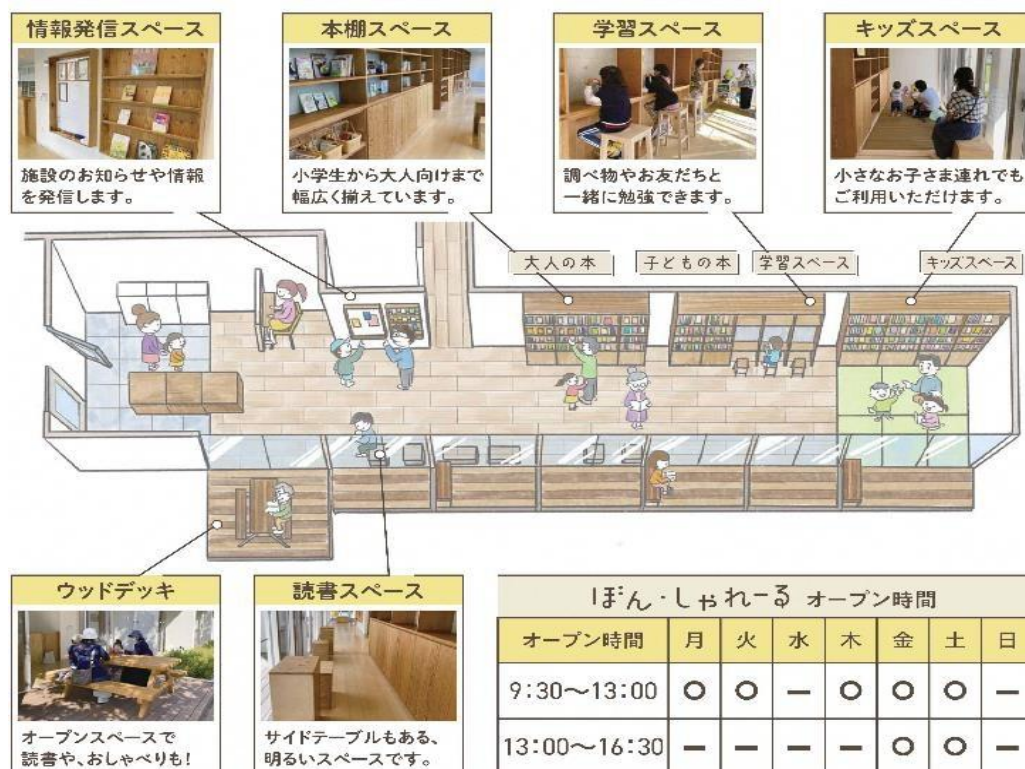 情報発信スペース
施設のお知らせや情報
を発信します。
本棚スペース
小学生から大人向けまで
幅広く揃えています。
学習スペース
調べ物やお友だちと
一緒に勉強できます。
キッズスペース
小さなお子さま連れでも
ご利用いただけます。
大人の本
子どもの本
学習スペース
キッズスペース
ウッドデッキ
オープンスペースで
読書や、おしゃべりも!
読書スペース
サイドテーブルもある、
明るいスペースです。
ぼん・しゃれーる オープン時間
オープン時間 月 火 水 木 金 土 日
9:30〜13:00 ○ ○ ー ○ ○ ○ ー
13:00〜16:30 ー ー ー ー ○ ○ ー